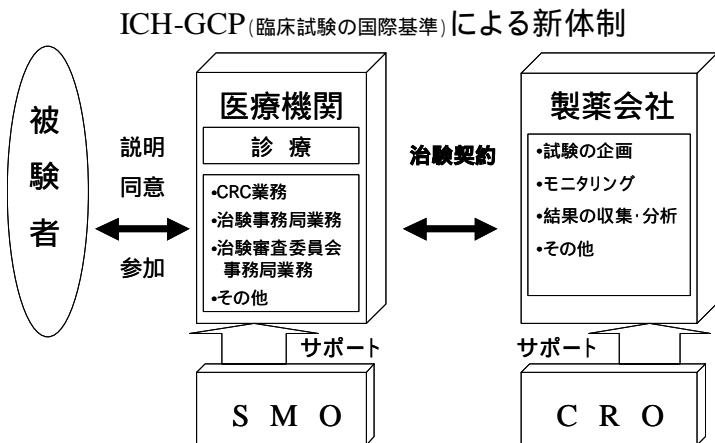 ICH-GCP(臨床試験の国際基準)による新体制
被験者
説明
同意
参加
医療機関
診 療
•CRC業務
•治験事務局業務
•治験審査委員会
事務局業務
•その他
治験契約
製薬会社
•試験の企画
•モニタリング
•結果の収集・分析
•その他
サポート
サポート
S M O
C R O